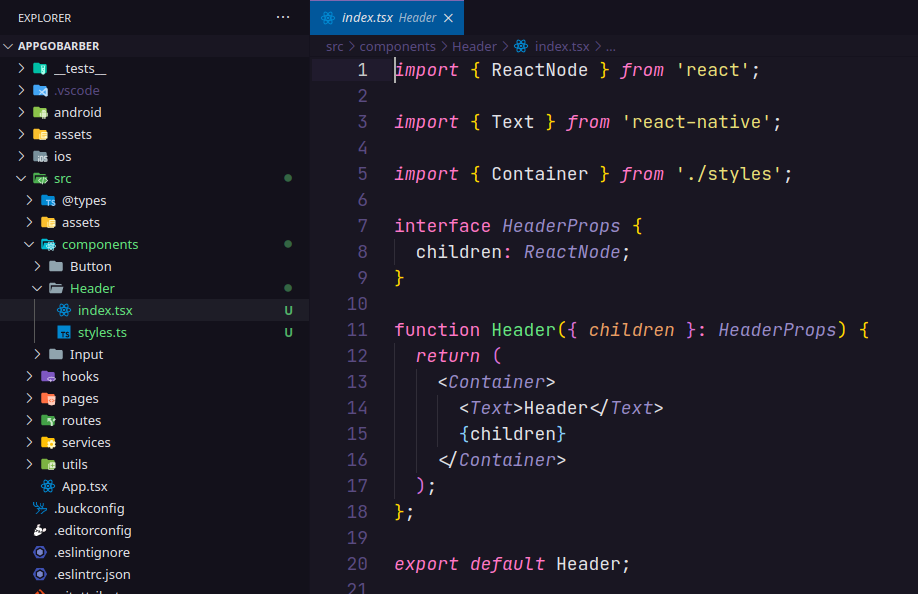 EXPLORER ...
APPGOBARBER
__tests__
.vscode
android
assets
ios
src
@types
assets
components
Button
Header
index.tsx U
styles.ts U
Input
hooks
pages
routes
services
utils
App.tsx
.buckconfig
.editorconfig
.eslintignore
.eslintrc.json
index.tsx Header ×
src > components > Header > index.tsx > ...
1 import { ReactNode } from 'react';
2
3 import { Text } from 'react-native';
4
5 import { Container } from './styles';
6
7 interface HeaderProps {
8 children: ReactNode;
9 }
10
11 function Header({ children }: HeaderProps) {
12 return (
13 <Container>
14 <Text>Header</Text>
15 {children}
16 </Container>
17 );
18 };
19
20 export default Header;
21